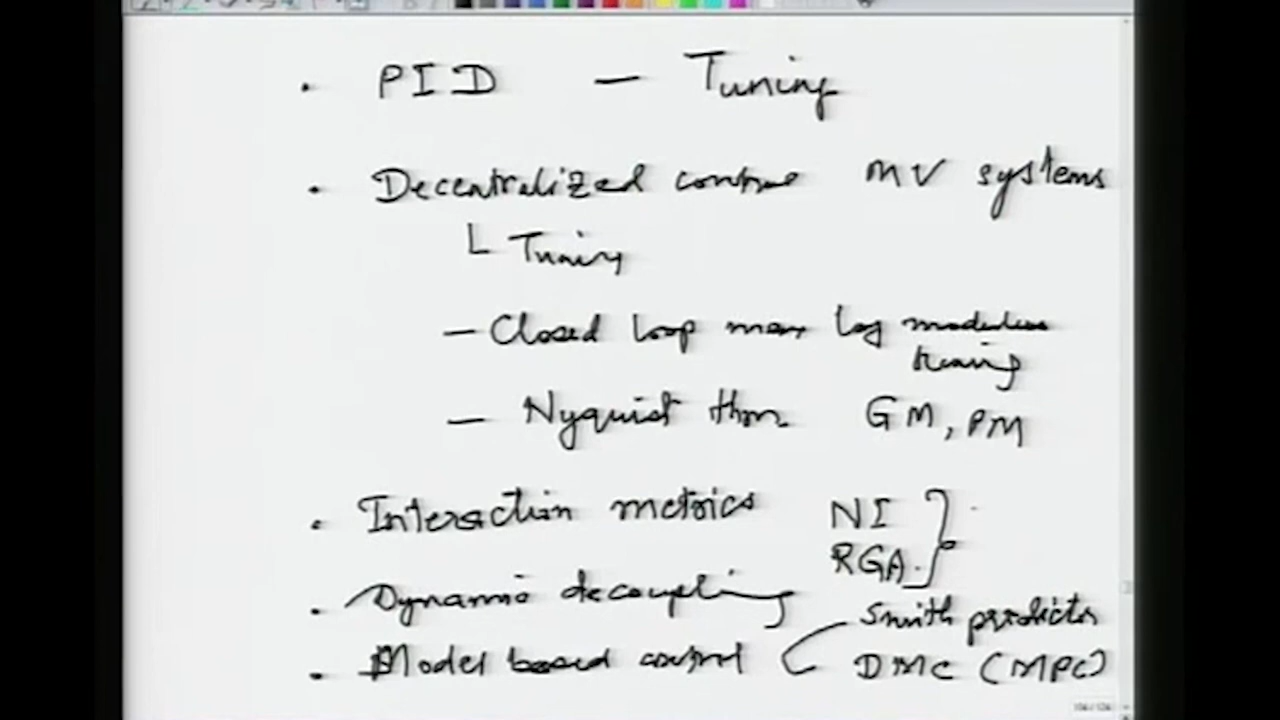 • PID — Tuning
• Decentralized control MV systems
Tuning
— Closed loop max log modulus
tuning
— Nyquist thm. GM, PM
• Interaction metrics NI
RGA.
• Dynamic decoupling
Smith predictor
• Model based control DMC (MPC)